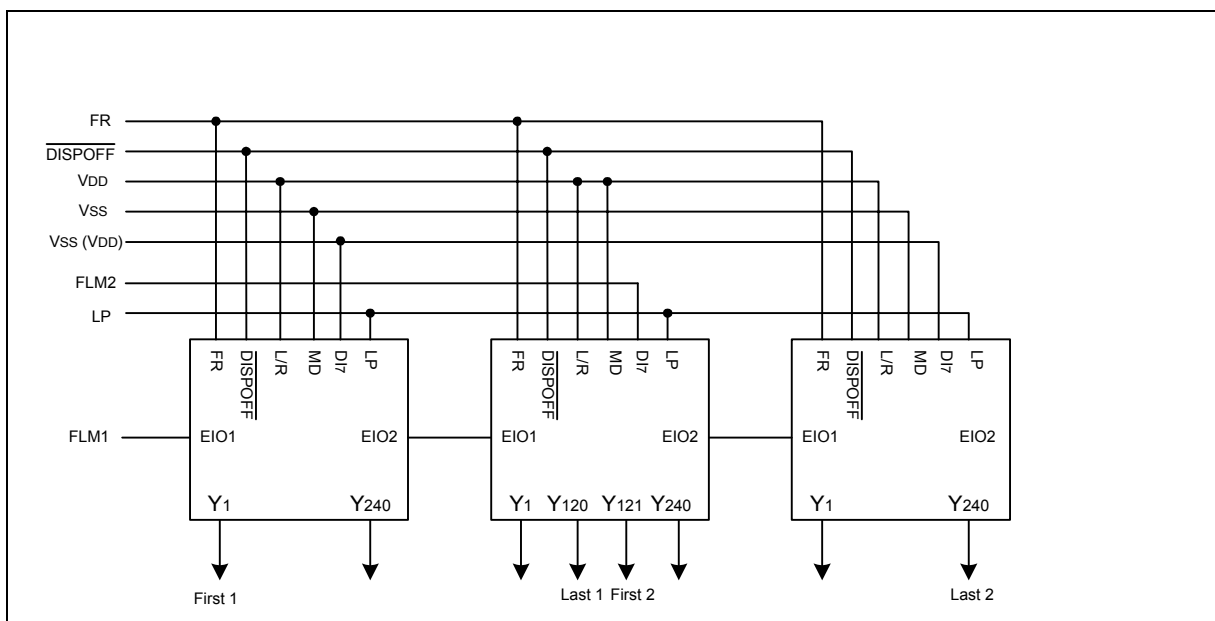 FR
DISPOFF
VDD
VSS
VSS (VDD)
FLM2
LP
FR DISPOFF L/R MD DI7 LP
FR DISPOFF L/R MD DI7 LP
FR DISPOFF L/R MD DI7 LP
FLM1 EIO1 EIO2 EIO1 EIO2 EIO1 EIO2
Y1 Y240 Y1 Y120 Y121 Y240 Y1 Y240
First 1 Last 1 First 2 Last 2